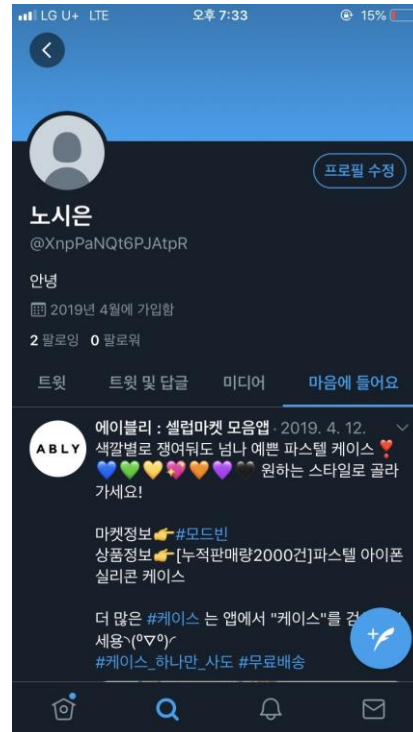 LG U+ LTE 오후 7:33 15%
프로필 수정
노시은
@XnpPaNQt6PJAtpR
안녕
2019년 4월에 가입함
2 팔로잉 0 팔로워
트윗 트윗 및 답글 미디어 마음에 들어요
ABLY
에이블리 : 셀럽마켓 모음앱 · 2019. 4. 12.
색깔별로 쟁여둬도 넘나 예쁜 파스텔 케이스❣️
💙💚💛💖🧡💜🖤 원하는 스타일로 골라
가세요!
마켓정보👉#모드빈
상품정보👉[누적판매량2000건]파스텔 아이폰
실리콘 케이스
더 많은 #케이스 는 앱에서 "케이스"를
세용◝(⁰▽⁰)◜
#케이스_하나만_사도 #무료배송